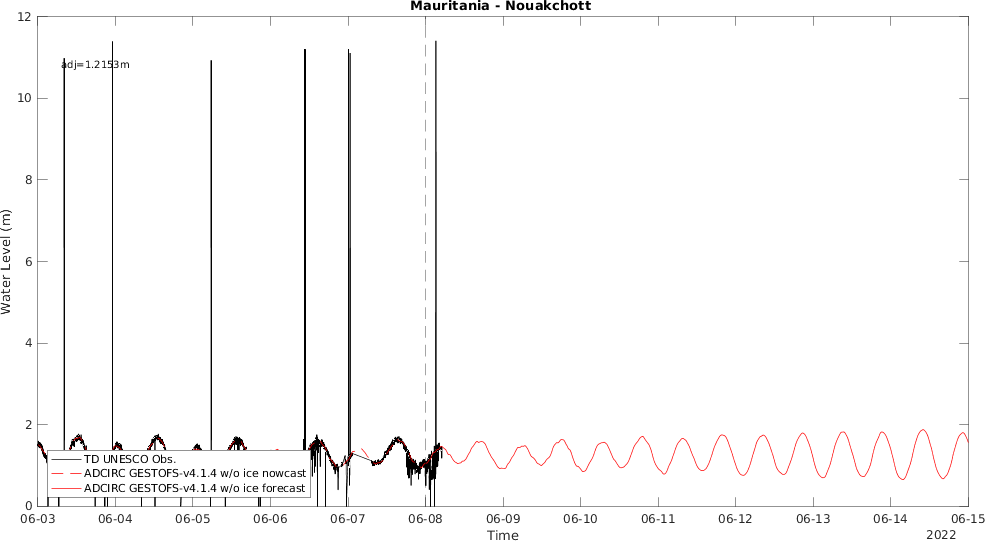 Mauritania - Nouakchott
12
adj=1.2153m
10
8
6
4
2
0
Water Level (m)
TD UNESCO Obs.
ADCIRC GESTOFS-v4.1.4 w/o ice nowcast
ADCIRC GESTOFS-v4.1.4 w/o ice forecast
06-03 06-04 06-05 06-06 06-07 06-08 06-09 06-10 06-11 06-12 06-13 06-14 06-15
Time
2022